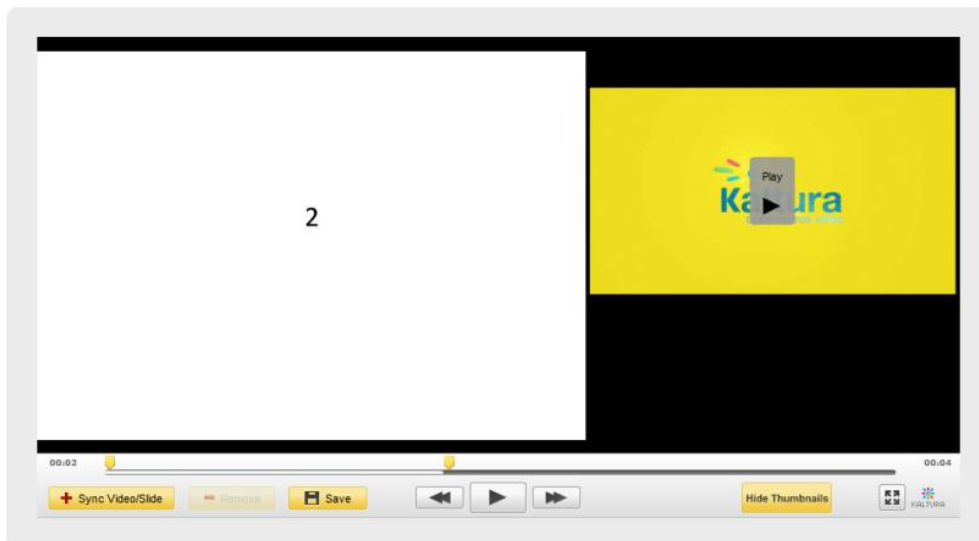 2
Play
Kaltura
00:02
00:04
Sync Video/Slide
Remove
Save
Hide Thumbnails
KALTURA